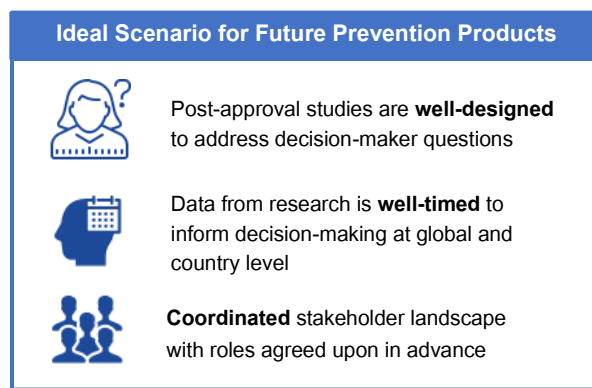 Ideal Scenario for Future Prevention Products
?
Post-approval studies are well-designed
to address decision-maker questions
Data from research is well-timed to
inform decision-making at global and
country level
Coordinated stakeholder landscape
with roles agreed upon in advance